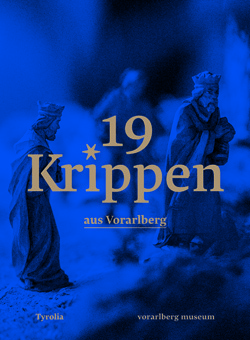 19
Krippen
aus Vorarlberg
Tyrolia
vorarlberg museum